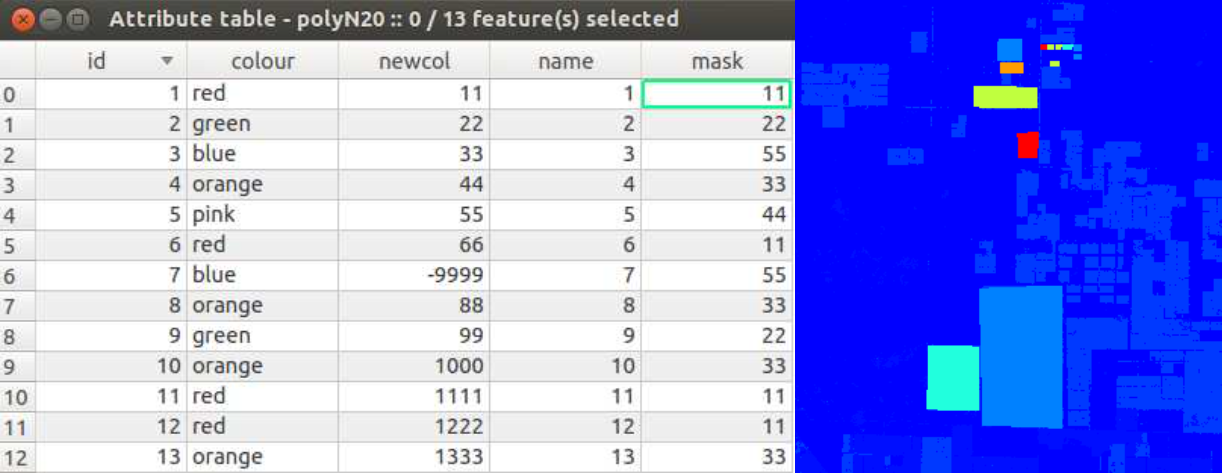 Attribute table - polyN20 :: 0 / 13 feature(s) selected
id colour newcol name mask
0 1 red 11 1 11
1 2 green 22 2 22
2 3 blue 33 3 55
3 4 orange 44 4 33
4 5 pink 55 5 44
5 6 red 66 6 11
6 7 blue -9999 7 55
7 8 orange 88 8 33
8 9 green 99 9 22
9 10 orange 1000 10 33
10 11 red 1111 11 11
11 12 red 1222 12 11
12 13 orange 1333 13 33